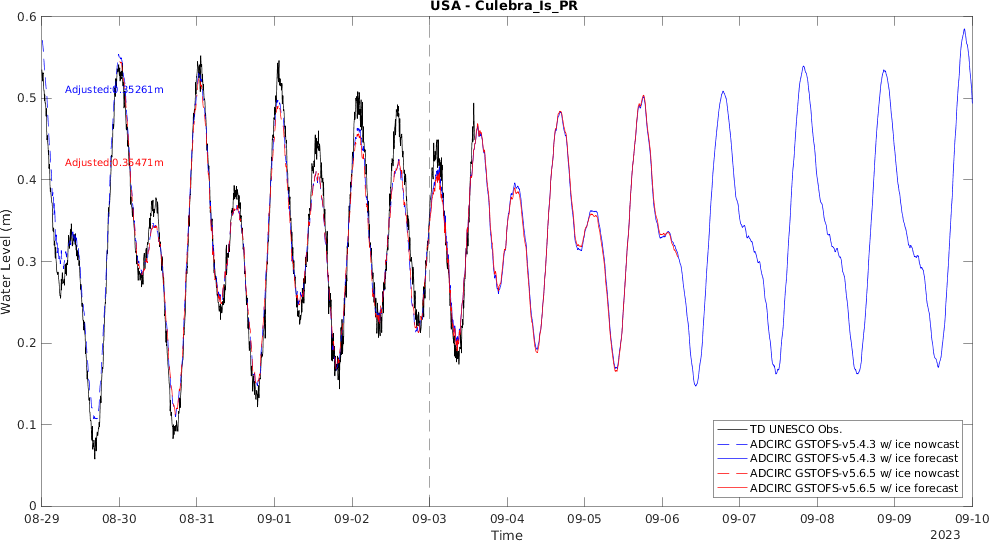 USA - Culebra_Is_PR
0.6
0.5
0.4
0.3
0.2
0.1
0
Water Level (m)
Adjusted:0.35261m
Adjusted:0.35471m
TD UNESCO Obs.
ADCIRC GSTOFS-v5.4.3 w/ ice nowcast
ADCIRC GSTOFS-v5.4.3 w/ ice forecast
ADCIRC GSTOFS-v5.6.5 w/ ice nowcast
ADCIRC GSTOFS-v5.6.5 w/ ice forecast
08-29 08-30 08-31 09-01 09-02 09-03 09-04 09-05 09-06 09-07 09-08 09-09 09-10
Time
2023